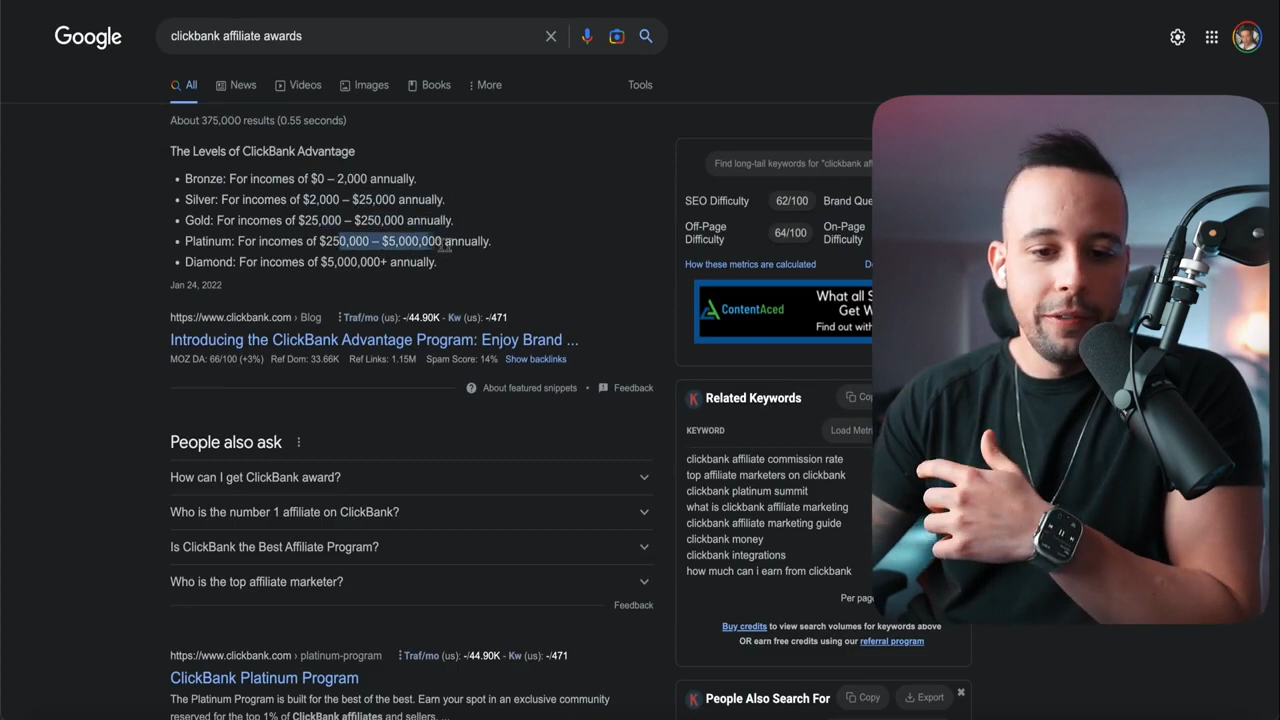 Google
clickbank affiliate awards
All
News
Videos
Images
Books
More
Tools
About 375,000 results (0.55 seconds)
The Levels of ClickBank Advantage
• Bronze: For incomes of $0 – 2,000 annually.
• Silver: For incomes of $2,000 – $25,000 annually.
• Gold: For incomes of $25,000 – $250,000 annually.
• Platinum: For incomes of $250,000 – $5,000,000 annually.
• Diamond: For incomes of $5,000,000+ annually.
Jan 24, 2022
https://www.clickbank.com › Blog
Traf/mo (us): -/44.90K - Kw (us): -/471
Introducing the ClickBank Advantage Program: Enjoy Brand ...
MOZ DA: 66/100 (+3%) Ref Dom: 33.66K Ref Links: 1.15M Spam Score: 14% Show backlinks
About featured snippets • Feedback
People also ask
How can I get ClickBank award?
Who is the number 1 affiliate on ClickBank?
Is ClickBank the Best Affiliate Program?
Who is the top affiliate marketer?
Feedback
https://www.clickbank.com › platinum-program
Traf/mo (us): -/44.90K - Kw (us): -/471
ClickBank Platinum Program
The Platinum Program is built for the best of the best. Earn your spot in an exclusive community
reserved for the top 1% of ClickBank affiliates and sellers. ...
Find long-tail keywords for "clickbank aff
SEO Difficulty 62/100 Brand Que
Off-Page Difficulty 64/100 On-Page Difficulty
How these metrics are calculated
ContentAced
What all S
Get W
Find out with
Related Keywords
Cop
KEYWORD
Load Metri
clickbank affiliate commission rate
top affiliate marketers on clickbank
clickbank platinum summit
what is clickbank affiliate marketing
clickbank affiliate marketing guide
clickbank money
clickbank integrations
how much can i earn from clickbank
Per page
Buy credits to view search volumes for keywords above
OR earn free credits using our referral program
People Also Search For
Copy
Export